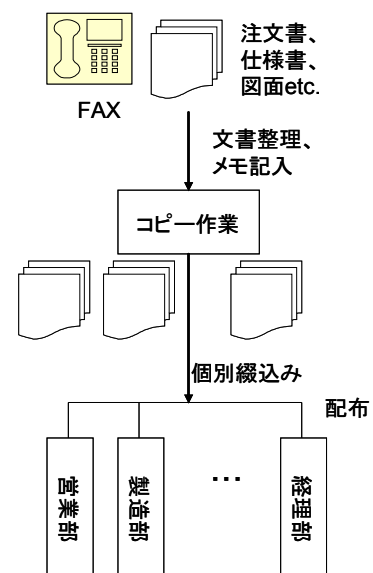 注文書、
仕様書、
図面etc.
FAX
文書整理、
メモ記入
コピー作業
個別綴込み
配布
営業部
製造部
…
経理部